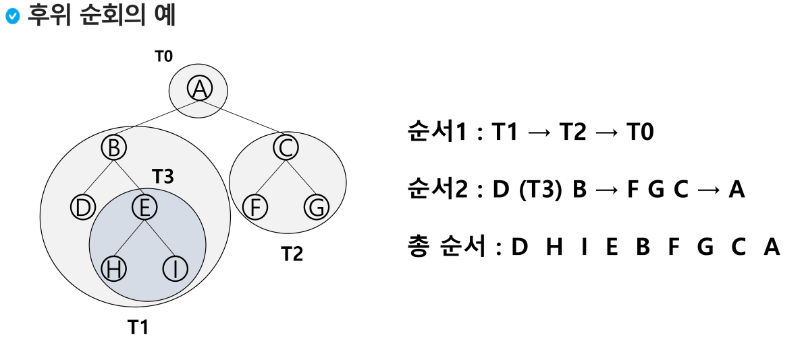 후위 순회의 예
T0
A
B
C
T3
D
E
F
G
H
I
T2
T1
순서1 : T1 → T2 → T0
순서2 : D (T3) B → F G C → A
총 순서 : D H I E B F G C A